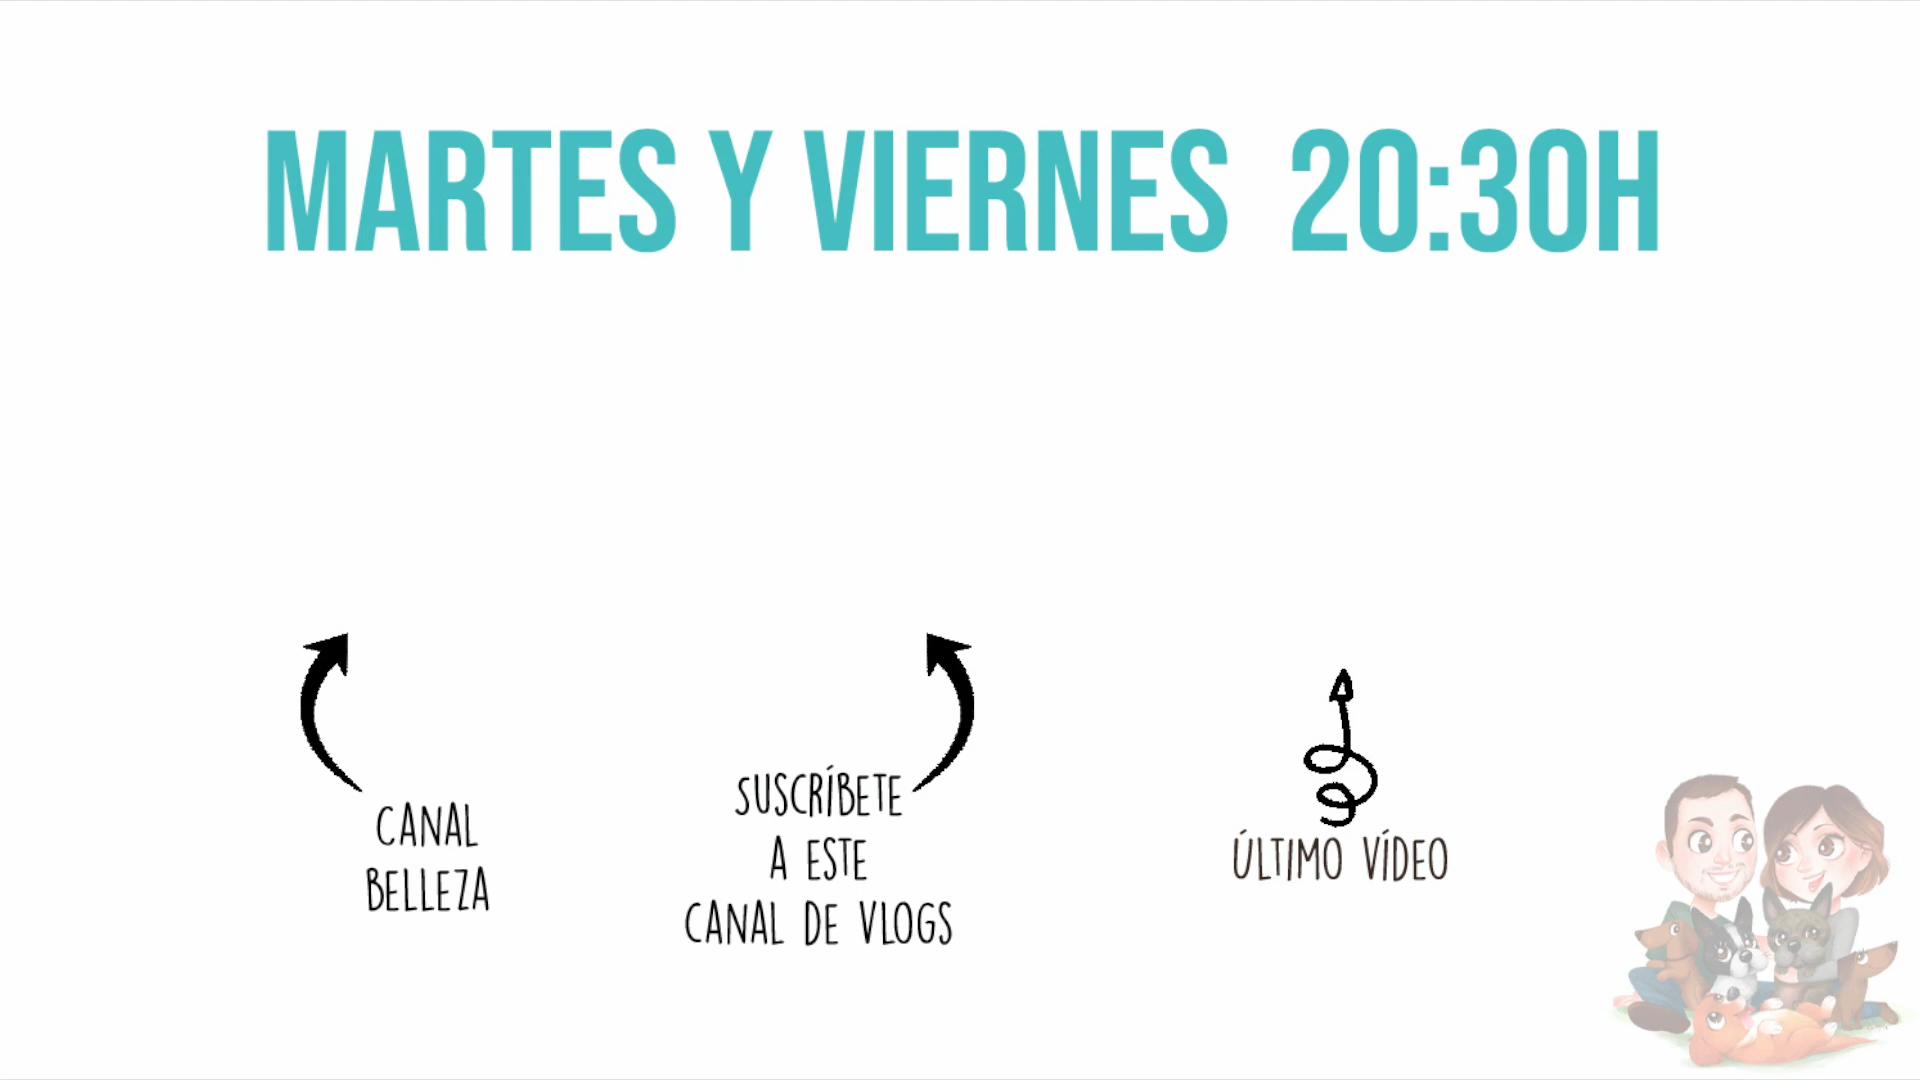 MARTES Y VIERNES 20:30H
CANAL
BELLEZA
SUSCRÍBETE
A ESTE
CANAL DE VLOGS
ÚLTIMO VÍDEO